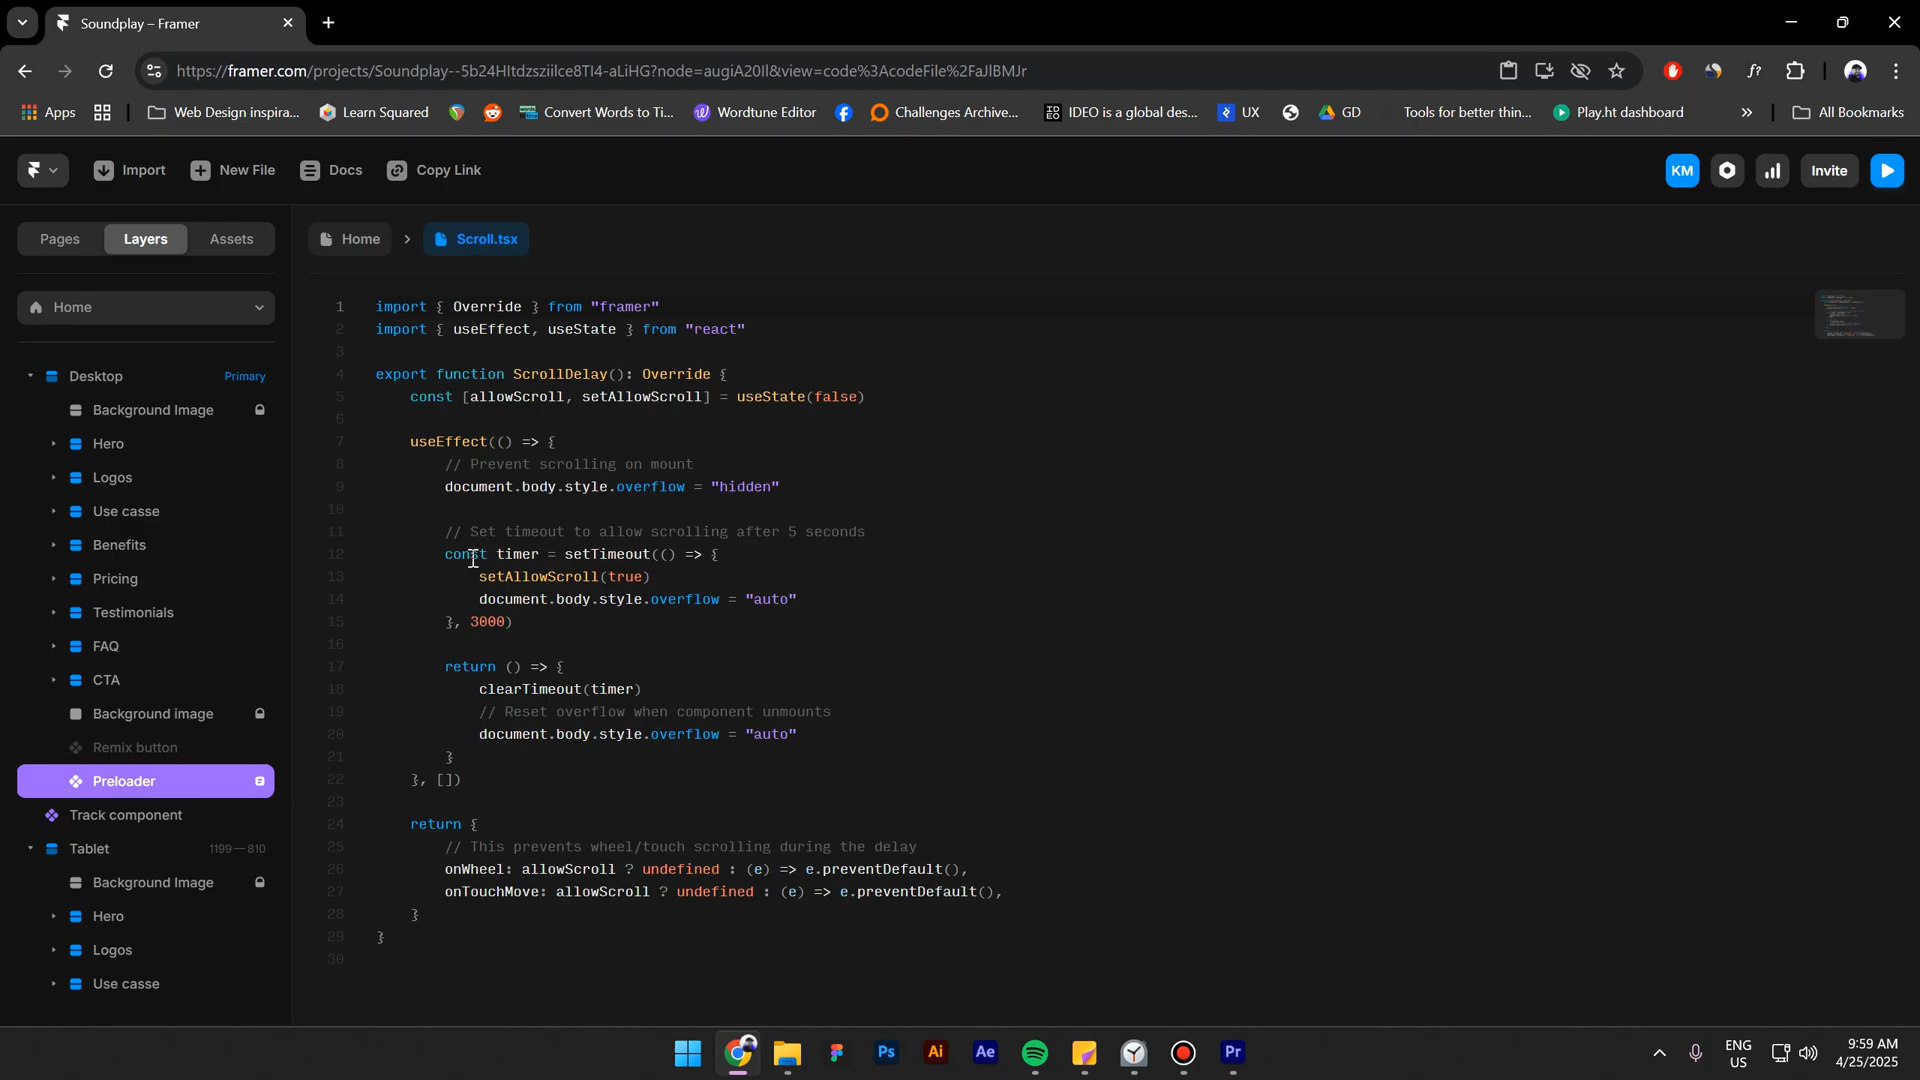 Soundplay – Framer
https://framer.com/projects/Soundplay--5b24HItdzsziilce8TI4-aLiHG?node=augiA20Il&view=code%3AcodeFile%2FaJlBMJr
Apps
Web Design inspira...
Learn Squared
Convert Words to Ti...
Wordtune Editor
Challenges Archive...
IDEO is a global des...
UX
GD
Tools for better thin...
Play.ht dashboard
»
All Bookmarks
Import
New File
Docs
Copy Link
KM
Invite
Pages
Layers
Assets
Home
Scroll.tsx
Home
Desktop
Primary
Background Image
Hero
Logos
Use casse
Benefits
Pricing
Testimonials
FAQ
CTA
Background image
Remix button
Preloader
Track component
Tablet
1199—810
Background Image
Hero
Logos
Use casse
1 import { Override } from "framer"
2 import { useEffect, useState } from "react"
3
4 export function ScrollDelay(): Override {
5 const [allowScroll, setAllowScroll] = useState(false)
6
7 useEffect(() => {
8 // Prevent scrolling on mount
9 document.body.style.overflow = "hidden"
10
11 // Set timeout to allow scrolling after 5 seconds
12 const timer = setTimeout(() => {
13 setAllowScroll(true)
14 document.body.style.overflow = "auto"
15 }, 3000)
16
17 return () => {
18 clearTimeout(timer)
19 // Reset overflow when component unmounts
20 document.body.style.overflow = "auto"
21 }
22 }, [])
23
24 return {
25 // This prevents wheel/touch scrolling during the delay
26 onWheel: allowScroll ? undefined : (e) => e.preventDefault(),
27 onTouchMove: allowScroll ? undefined : (e) => e.preventDefault(),
28 }
29 }
30
Ps
Ai
Ae
Pr
ENG
US
9:59 AM
4/25/2025